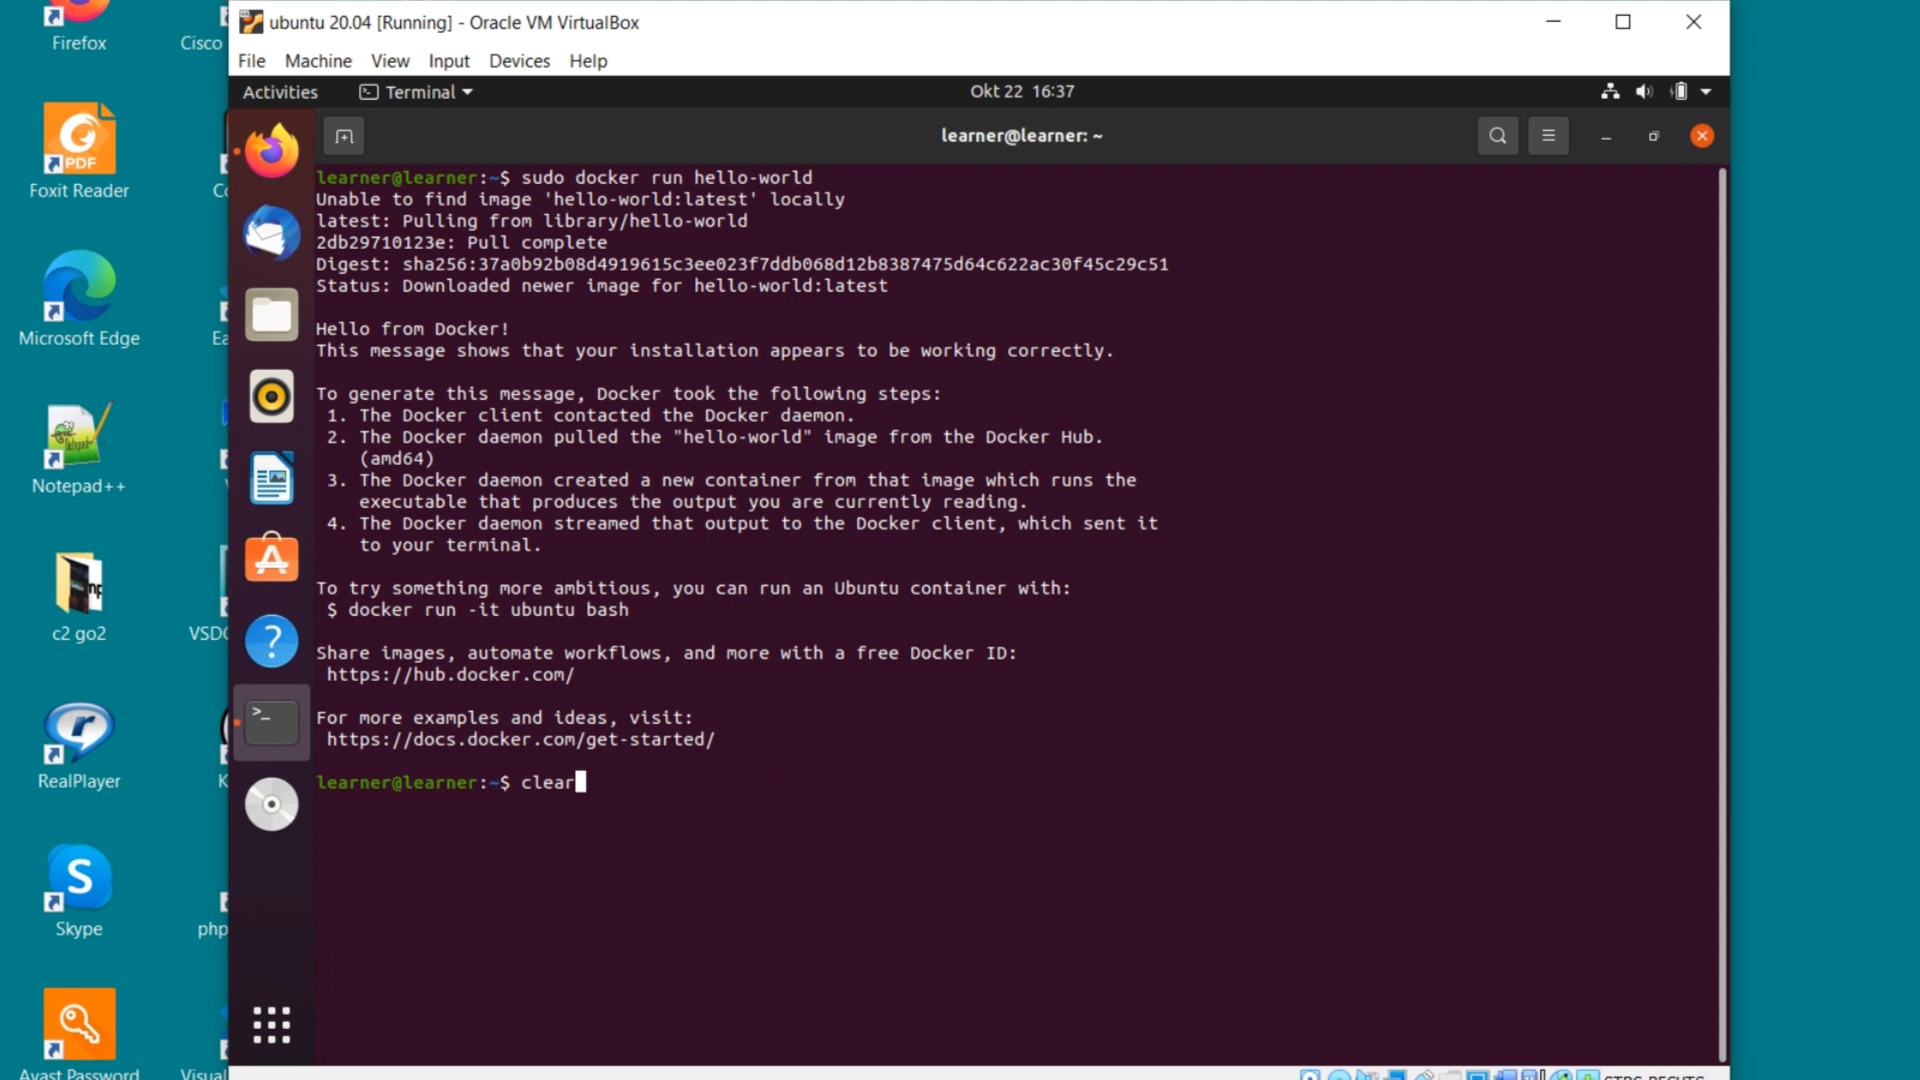 ubuntu 20.04 [Running] - Oracle VM VirtualBox
File Machine View Input Devices Help
Activities Terminal Okt 22 16:37
learner@learner: ~
learner@learner:~$ sudo docker run hello-world
Unable to find image 'hello-world:latest' locally
latest: Pulling from library/hello-world
2db29710123e: Pull complete
Digest: sha256:37a0b92b08d4919615c3ee023f7ddb068d12b8387475d64c622ac30f45c29c51
Status: Downloaded newer image for hello-world:latest
Hello from Docker!
This message shows that your installation appears to be working correctly.
To generate this message, Docker took the following steps:
1. The Docker client contacted the Docker daemon.
2. The Docker daemon pulled the "hello-world" image from the Docker Hub.
(amd64)
3. The Docker daemon created a new container from that image which runs the
executable that produces the output you are currently reading.
4. The Docker daemon streamed that output to the Docker client, which sent it
to your terminal.
To try something more ambitious, you can run an Ubuntu container with:
$ docker run -it ubuntu bash
Share images, automate workflows, and more with a free Docker ID:
https://hub.docker.com/
For more examples and ideas, visit:
https://docs.docker.com/get-started/
learner@learner:~$ clear
Firefox
Cisco
PDF
Foxit Reader
Microsoft Edge
Notepad++
c2 go2
VSDC
RealPlayer
Skype
php
Avast Password
Visual